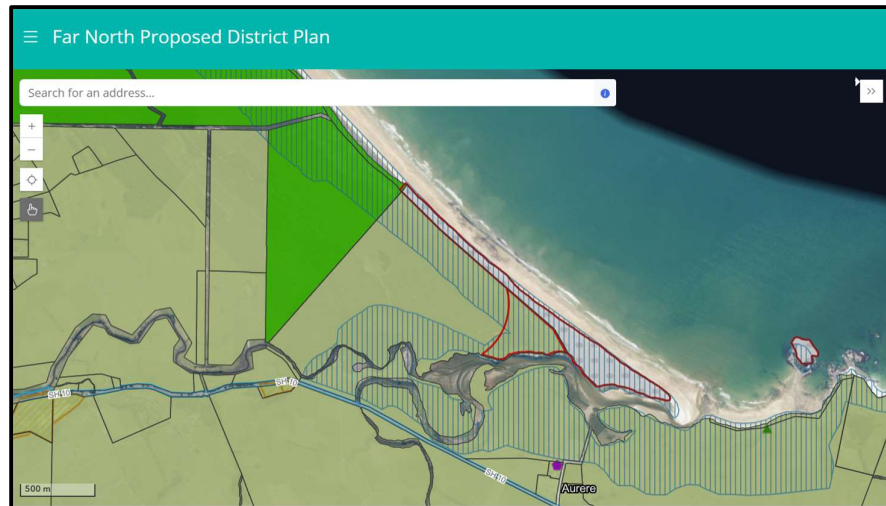 Far North Proposed District Plan
Search for an address...
SH 10
SH 10
SH 10
Aurere
500 m